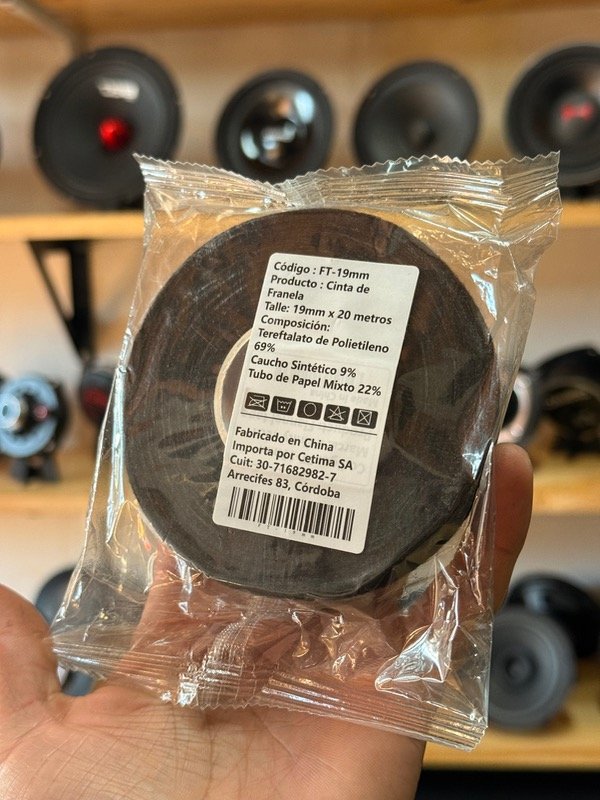 Código : FT-19mm
Producto : Cinta de
Franela
Talle: 19mm x 20 metros
Composición:
Tereftalato de Polietileno
69%
Caucho Sintético 9%
Tubo de Papel Mixto 22%
Fabricado en China
Importa por Cetima SA
Cuit: 30-71682982-7
Arrecifes 83, Córdoba